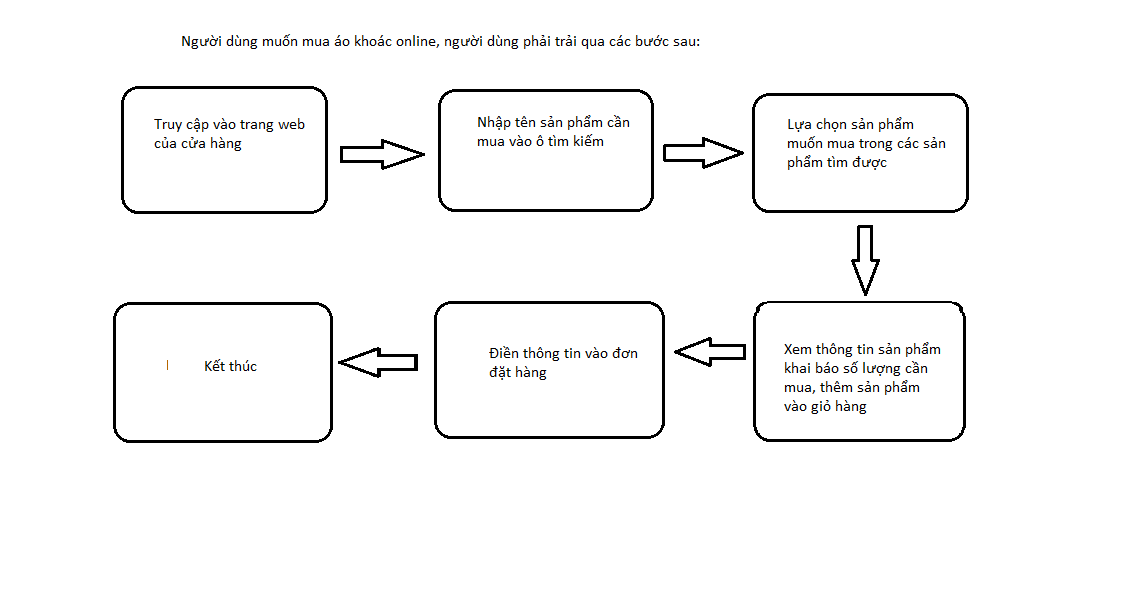 Người dùng muốn mua áo khoác online, người dùng phải trải qua các bước sau:
Truy cập vào trang web
của cửa hàng
Nhập tên sản phẩm cần
mua vào ô tìm kiếm
Lựa chọn sản phẩm
muốn mua trong các sản
phẩm tìm được
Xem thông tin sản phẩm
khai báo số lượng cần
mua, thêm sản phẩm
vào giỏ hàng
Điền thông tin vào đơn
đặt hàng
Kết thúc